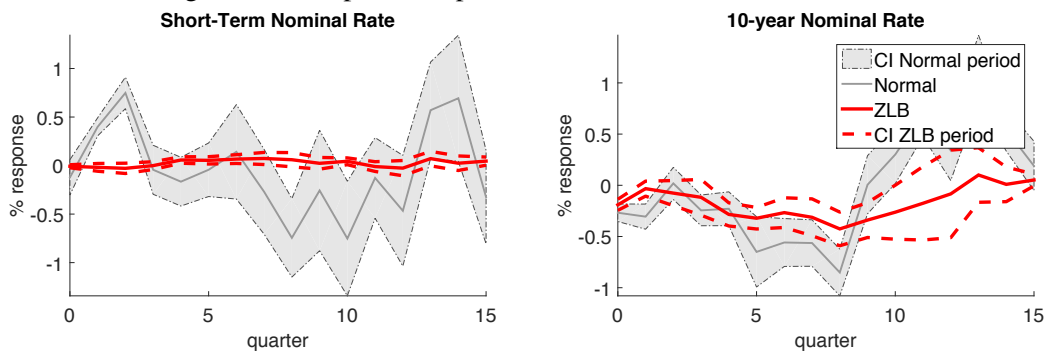 Short-Term Nominal Rate
% response
1
0.5
0
-0.5
-1
0 5 10 15
quarter
10-year Nominal Rate
% response
1
0.5
0
-0.5
-1
0 5 10 15
quarter
CI Normal period
Normal
ZLB
CI ZLB period